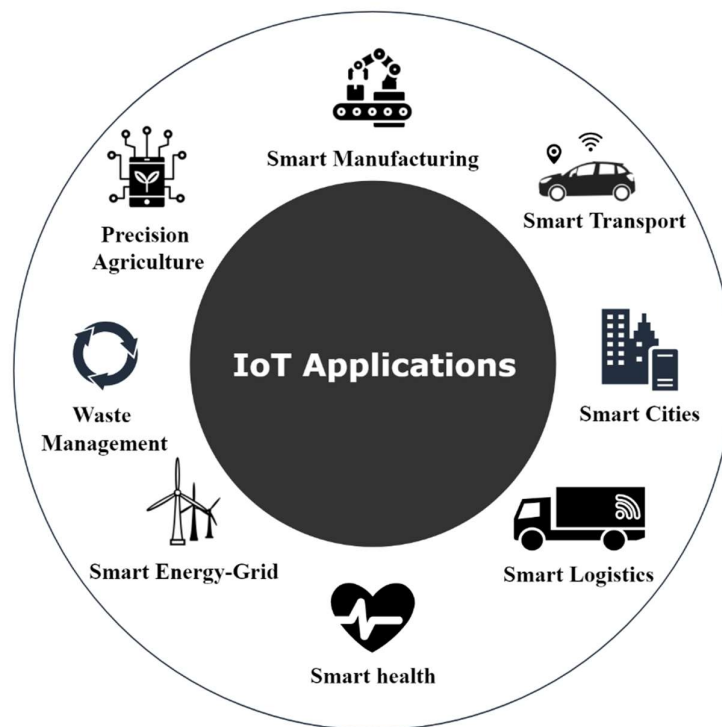 Smart Manufacturing
Smart Transport
Precision
Agriculture
IoT Applications
Smart Cities
Waste
Management
Smart Logistics
Smart Energy-Grid
Smart health